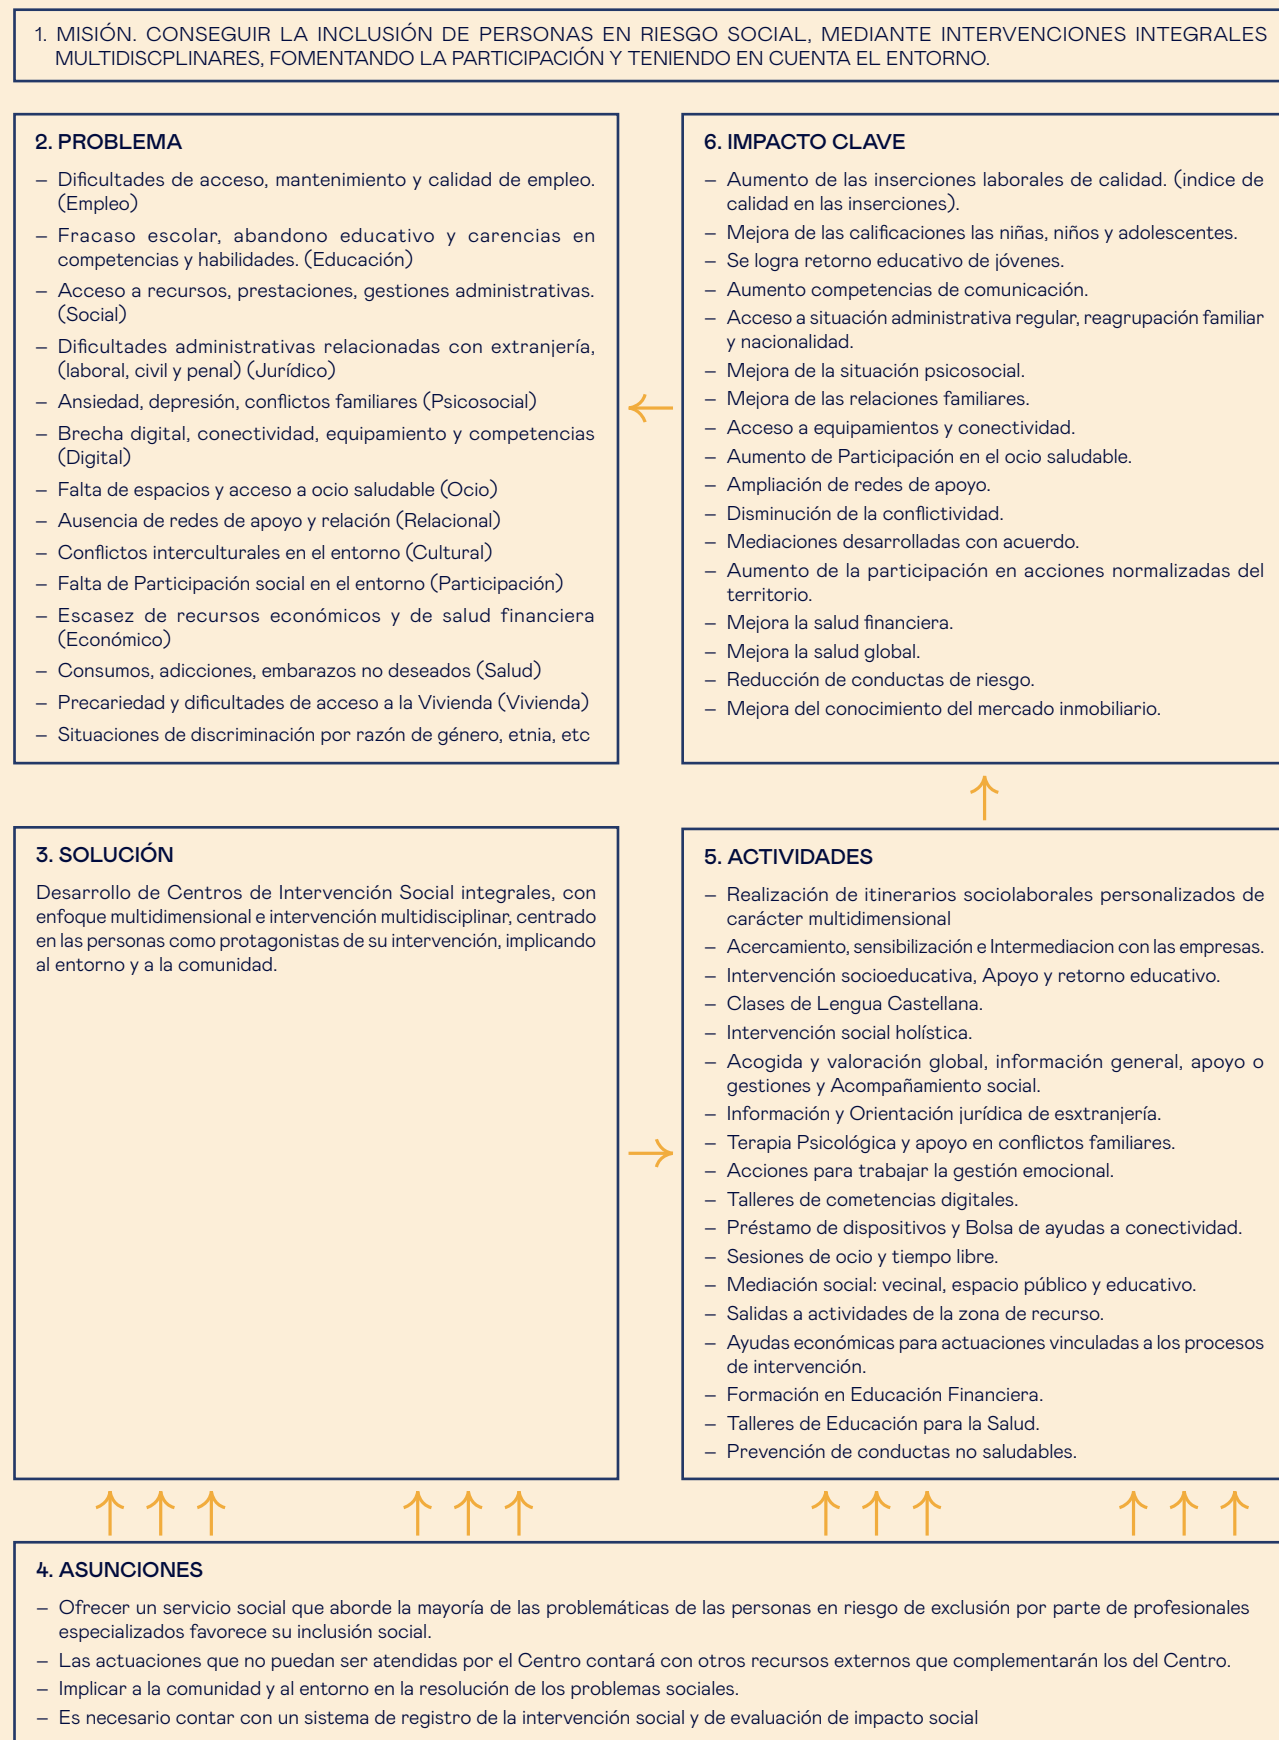 1. MISIÓN. CONSEGUIR LA INCLUSIÓN DE PERSONAS EN RIESGO SOCIAL, MEDIANTE INTERVENCIONES INTEGRALES
MULTIDISCPLINARES, FOMENTANDO LA PARTICIPACIÓN Y TENIENDO EN CUENTA EL ENTORNO.
2. PROBLEMA
– Dificultades de acceso, mantenimiento y calidad de empleo.
(Empleo)
– Fracaso escolar, abandono educativo y carencias en
competencias y habilidades. (Educación)
– Acceso a recursos, prestaciones, gestiones administrativas.
(Social)
– Dificultades administrativas relacionadas con extranjería,
(laboral, civil y penal) (Jurídico)
– Ansiedad, depresión, conflictos familiares (Psicosocial)
– Brecha digital, conectividad, equipamiento y competencias
(Digital)
– Falta de espacios y acceso a ocio saludable (Ocio)
– Ausencia de redes de apoyo y relación (Relacional)
– Conflictos interculturales en el entorno (Cultural)
– Falta de Participación social en el entorno (Participación)
– Escasez de recursos económicos y de salud financiera
(Económico)
– Consumos, adicciones, embarazos no deseados (Salud)
– Precariedad y dificultades de acceso a la Vivienda (Vivienda)
– Situaciones de discriminación por razón de género, etnia, etc
6. IMPACTO CLAVE
– Aumento de las inserciones laborales de calidad. (indice de
calidad en las inserciones).
– Mejora de las calificaciones las niñas, niños y adolescentes.
– Se logra retorno educativo de jóvenes.
– Aumento competencias de comunicación.
– Acceso a situación administrativa regular, reagrupación familiar
y nacionalidad.
– Mejora de la situación psicosocial.
– Mejora de las relaciones familiares.
– Acceso a equipamientos y conectividad.
– Aumento de Participación en el ocio saludable.
– Ampliación de redes de apoyo.
– Disminución de la conflictividad.
– Mediaciones desarrolladas con acuerdo.
– Aumento de la participación en acciones normalizadas del
territorio.
– Mejora la salud financiera.
– Mejora la salud global.
– Reducción de conductas de riesgo.
– Mejora del conocimiento del mercado inmobiliario.
3. SOLUCIÓN
Desarrollo de Centros de Intervención Social integrales, con
enfoque multidimensional e intervención multidisciplinar, centrado
en las personas como protagonistas de su intervención, implicando
al entorno y a la comunidad.
5. ACTIVIDADES
– Realización de itinerarios sociolaborales personalizados de
carácter multidimensional
– Acercamiento, sensibilización e Intermediacion con las empresas.
– Intervención socioeducativa, Apoyo y retorno educativo.
– Clases de Lengua Castellana.
– Intervención social holística.
– Acogida y valoración global, información general, apoyo o
gestiones y Acompañamiento social.
– Información y Orientación jurídica de esxtranjería.
– Terapia Psicológica y apoyo en conflictos familiares.
– Acciones para trabajar la gestión emocional.
– Talleres de cometencias digitales.
– Préstamo de dispositivos y Bolsa de ayudas a conectividad.
– Sesiones de ocio y tiempo libre.
– Mediación social: vecinal, espacio público y educativo.
– Salidas a actividades de la zona de recurso.
– Ayudas económicas para actuaciones vinculadas a los procesos
de intervención.
– Formación en Educación Financiera.
– Talleres de Educación para la Salud.
– Prevención de conductas no saludables.
4. ASUNCIONES
– Ofrecer un servicio social que aborde la mayoría de las problemáticas de las personas en riesgo de exclusión por parte de profesionales
especializados favorece su inclusión social.
– Las actuaciones que no puedan ser atendidas por el Centro contará con otros recursos externos que complementarán los del Centro.
– Implicar a la comunidad y al entorno en la resolución de los problemas sociales.
– Es necesario contar con un sistema de registro de la intervención social y de evaluación de impacto social